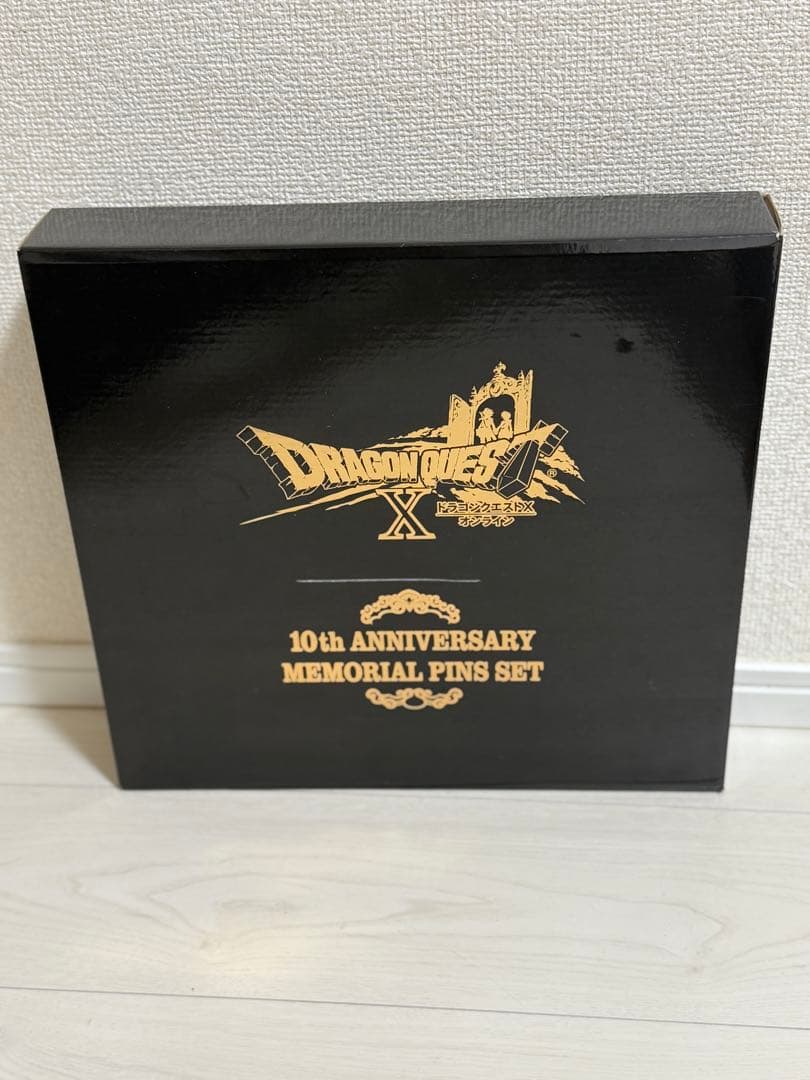 DRAGON QUEST®
X
ドラゴンクエストX
オンライン
10th ANNIVERSARY
MEMORIAL PINS SET